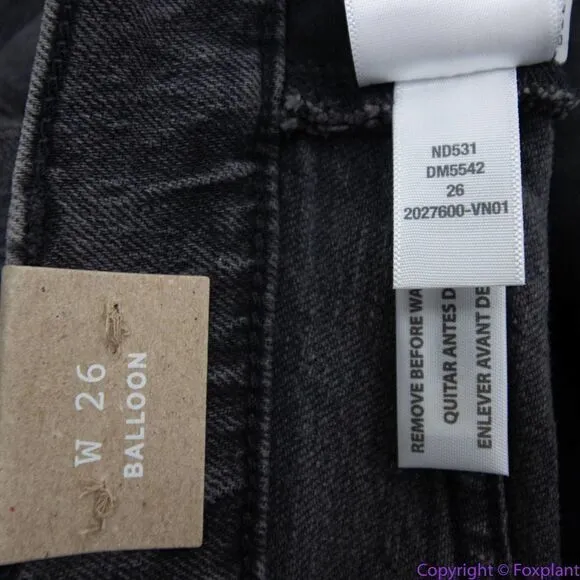 ND531
DM5542
26
2027600-VN01
REMOVE BEFORE WA
QUITAR ANTES D
ENLEVER AVANT DE
W 26
BALLOON
Copyright © Foxplant